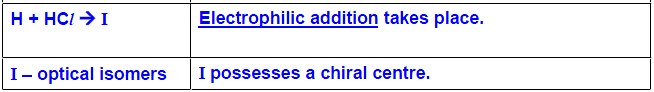 H + HCl → I Electrophilic addition takes place.
I – optical isomers I possesses a chiral centre.